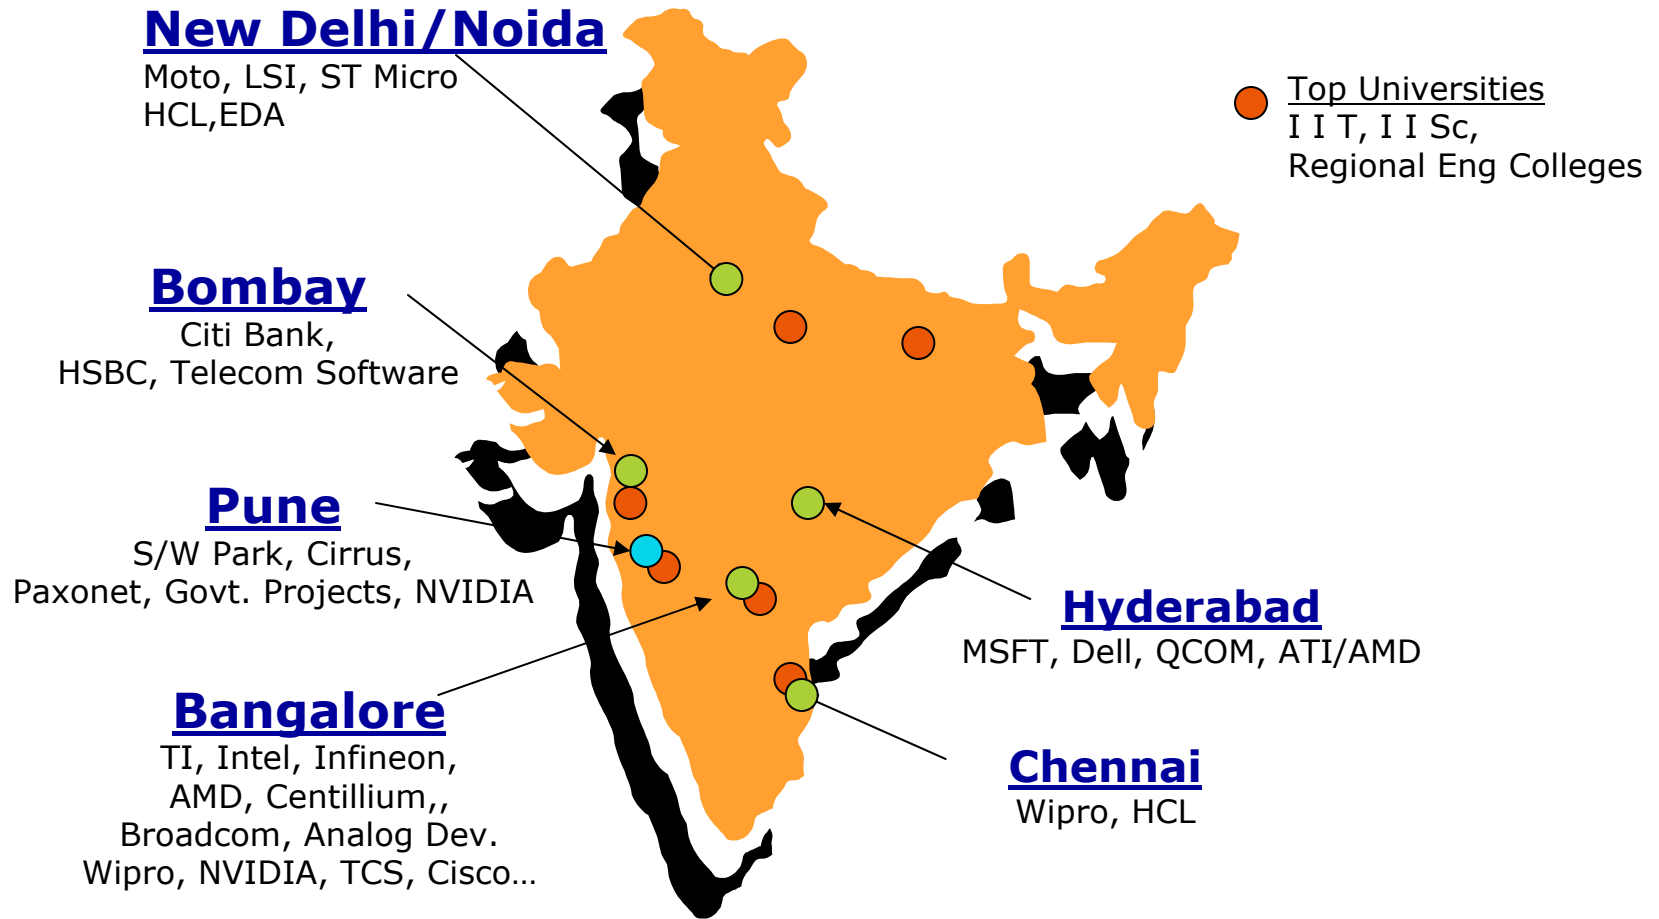 New Delhi/Noida
Moto, LSI, ST Micro
HCL,EDA
Top Universities
I I T, I I Sc,
Regional Eng Colleges
Bombay
Citi Bank,
HSBC, Telecom Software
Pune
S/W Park, Cirrus,
Paxonet, Govt. Projects, NVIDIA
Hyderabad
MSFT, Dell, QCOM, ATI/AMD
Bangalore
TI, Intel, Infineon,
AMD, Centillium,,
Broadcom, Analog Dev.
Wipro, NVIDIA, TCS, Cisco…
Chennai
Wipro, HCL